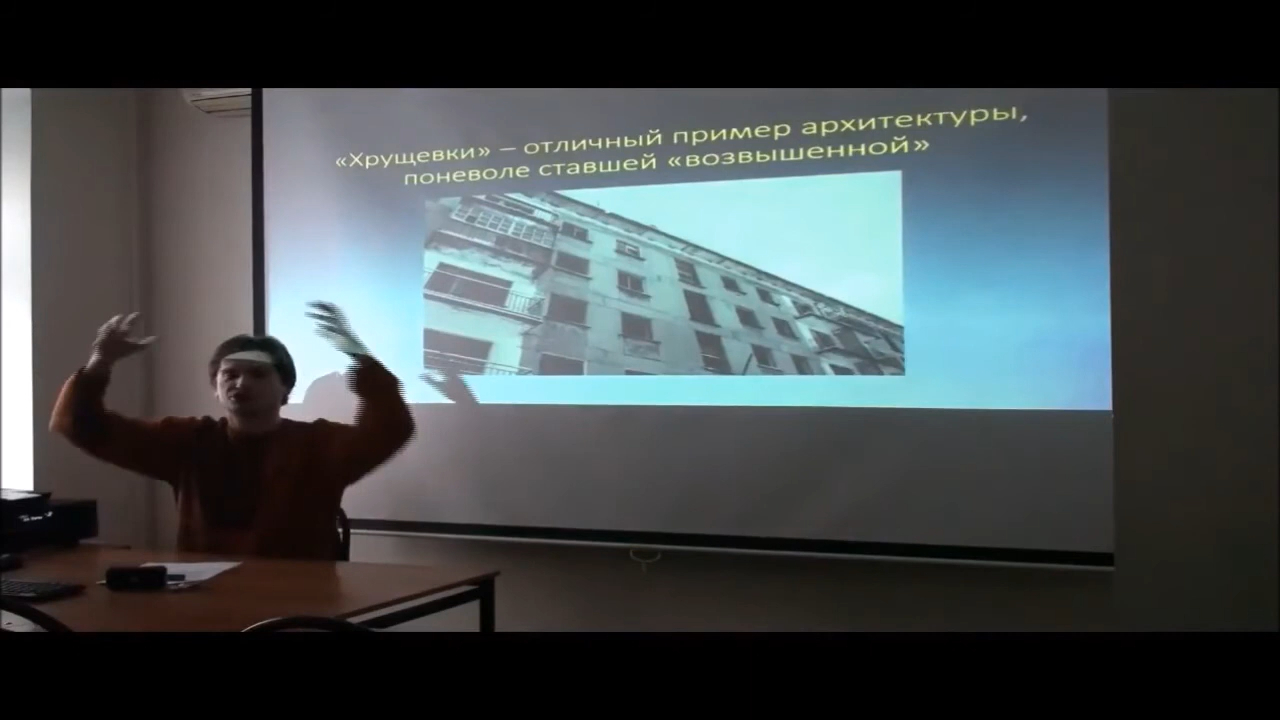 «Хрущевки» – отличный пример архитектуры,
поневоле ставшей «возвышенной»